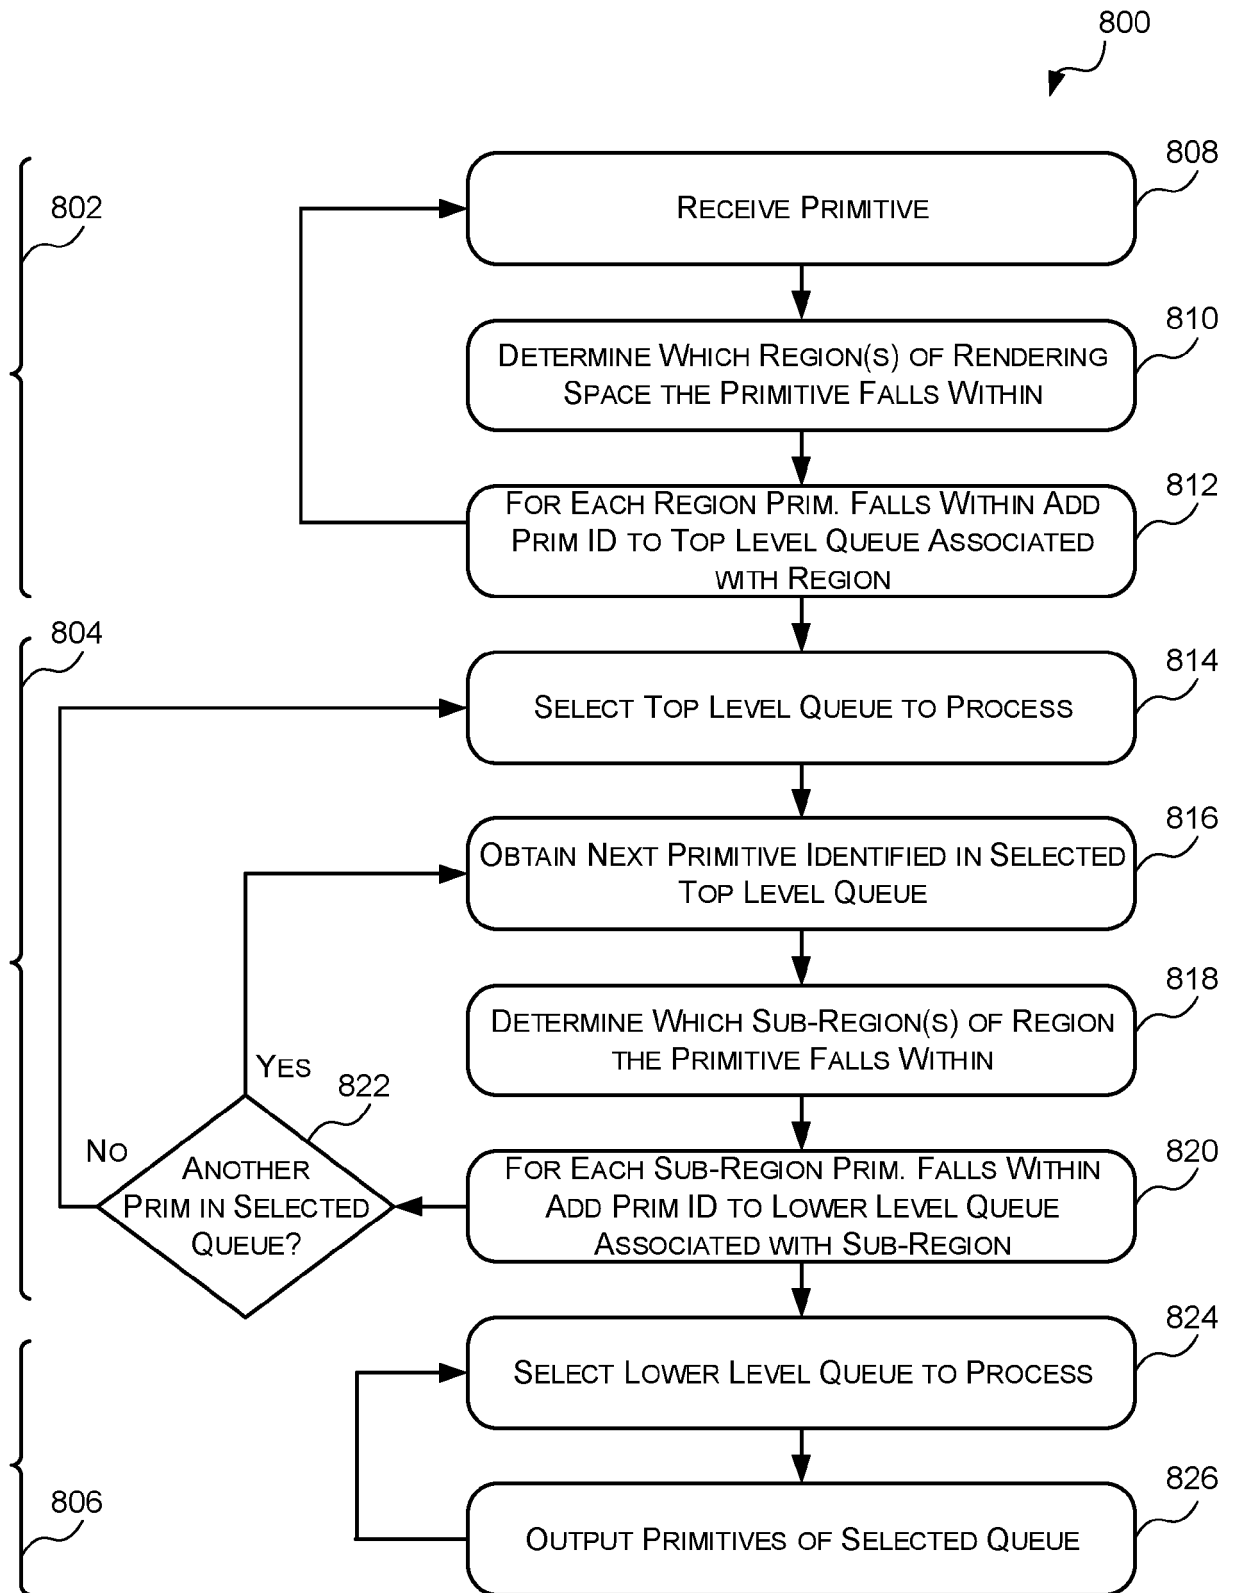 800
802
808
RECEIVE PRIMITIVE
810
DETERMINE WHICH REGION(S) OF RENDERING
SPACE THE PRIMITIVE FALLS WITHIN
812
FOR EACH REGION PRIM. FALLS WITHIN ADD
PRIM ID TO TOP LEVEL QUEUE ASSOCIATED
WITH REGION
804
814
SELECT TOP LEVEL QUEUE TO PROCESS
816
OBTAIN NEXT PRIMITIVE IDENTIFIED IN SELECTED
TOP LEVEL QUEUE
818
DETERMINE WHICH SUB-REGION(S) OF REGION
THE PRIMITIVE FALLS WITHIN
YES
822
NO
ANOTHER
PRIM IN SELECTED
QUEUE?
820
FOR EACH SUB-REGION PRIM. FALLS WITHIN
ADD PRIM ID TO LOWER LEVEL QUEUE
ASSOCIATED WITH SUB-REGION
824
SELECT LOWER LEVEL QUEUE TO PROCESS
806
826
OUTPUT PRIMITIVES OF SELECTED QUEUE